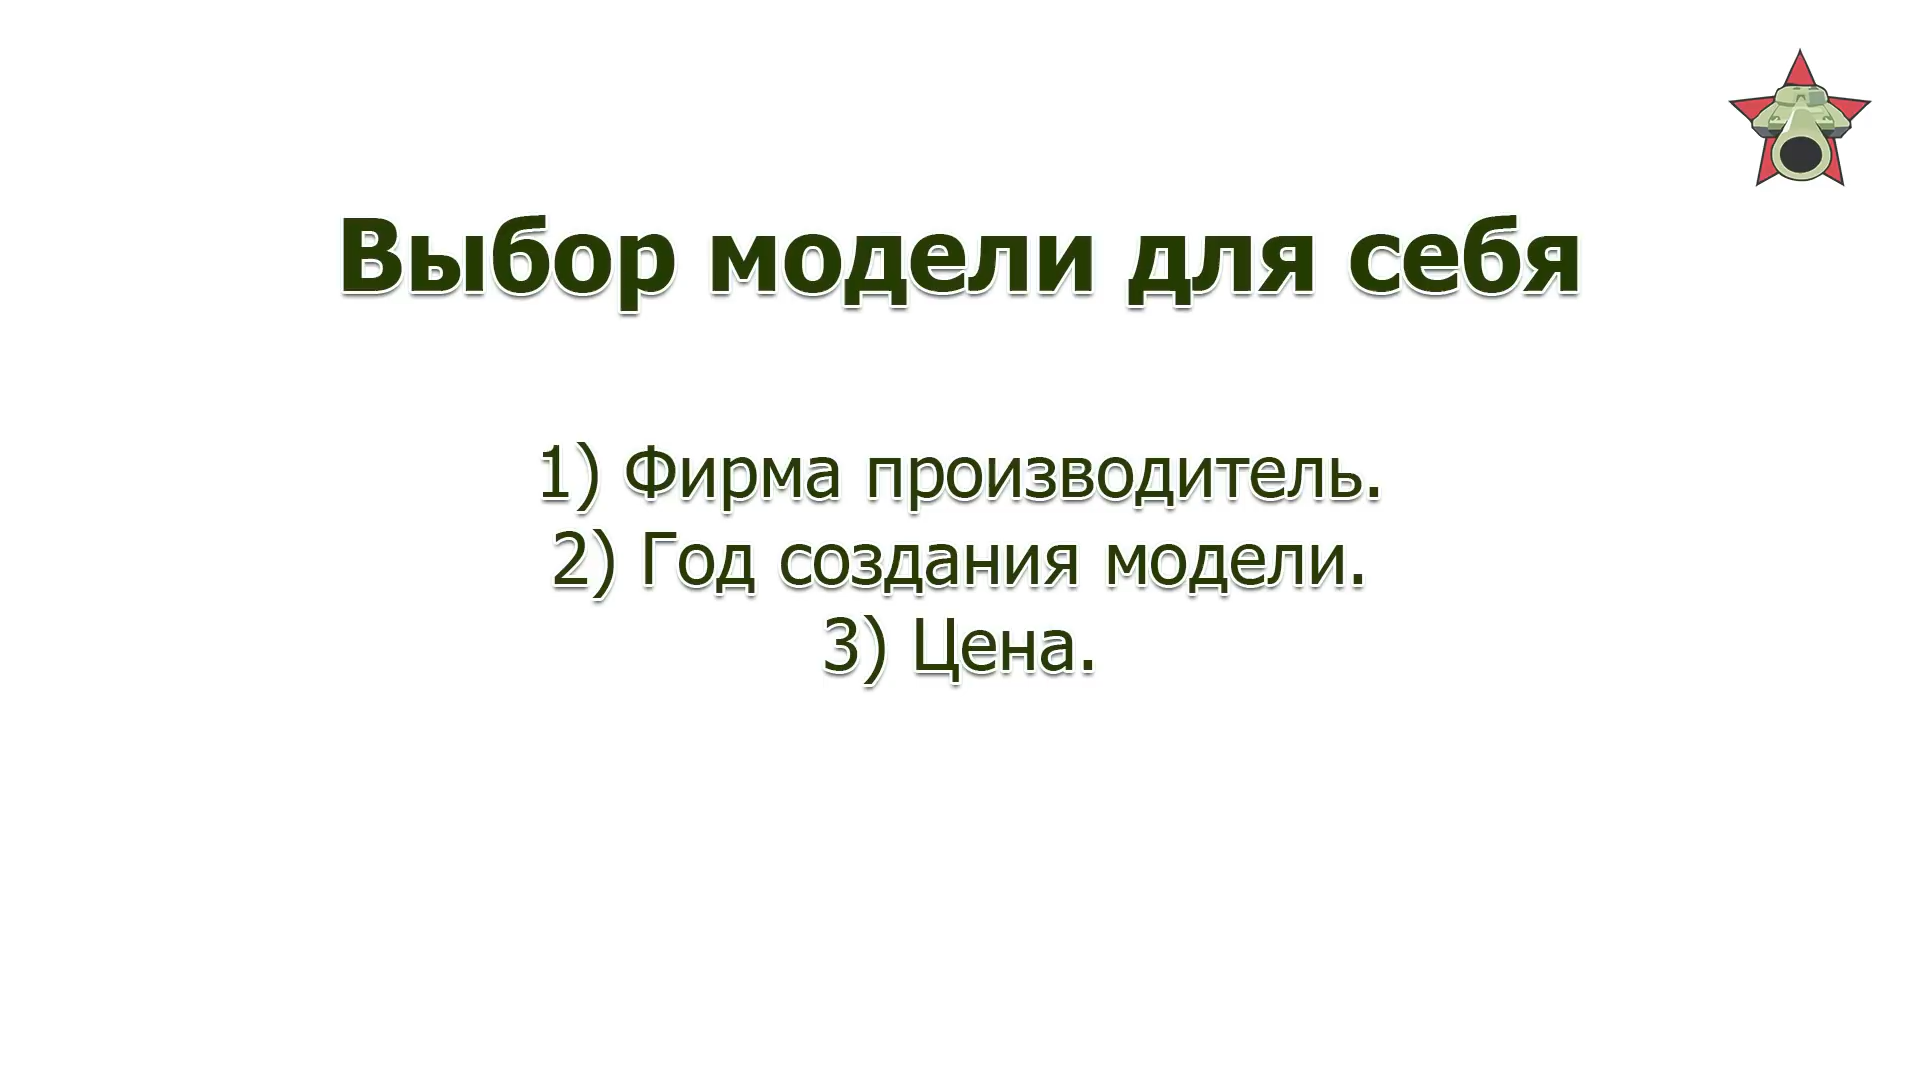 Выбор модели для себя
1) Фирма производитель.
2) Год создания модели.
3) Цена.